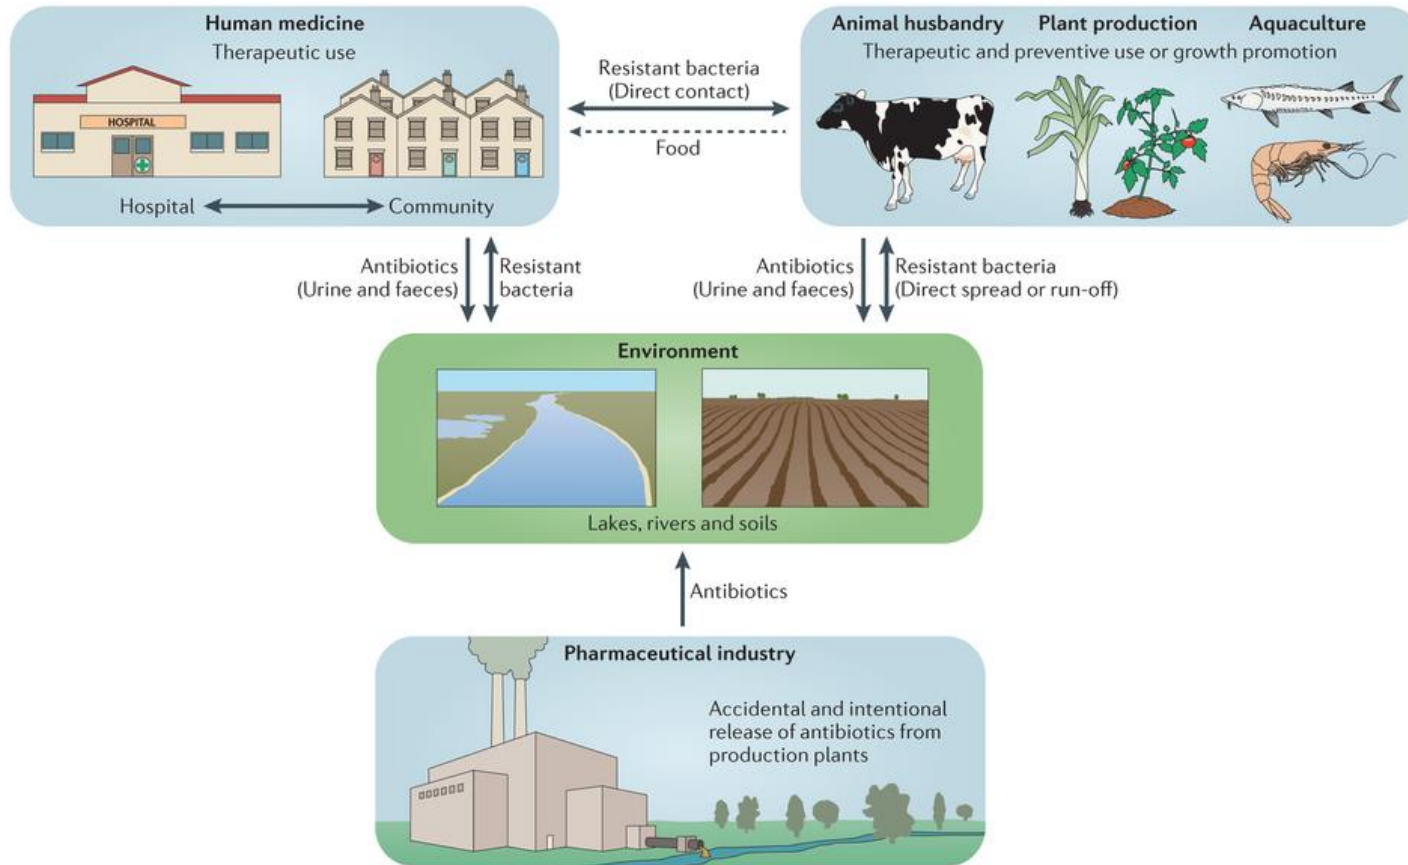 Human medicine
Therapeutic use
HOSPITAL
Hospital
Community
Resistant bacteria
(Direct contact)
Food
Animal husbandry
Plant production
Aquaculture
Therapeutic and preventive use or growth promotion
Antibiotics
(Urine and faeces)
Resistant
bacteria
Antibiotics
(Urine and faeces)
Resistant bacteria
(Direct spread or run-off)
Environment
Lakes, rivers and soils
Antibiotics
Pharmaceutical industry
Accidental and intentional
release of antibiotics from
production plants